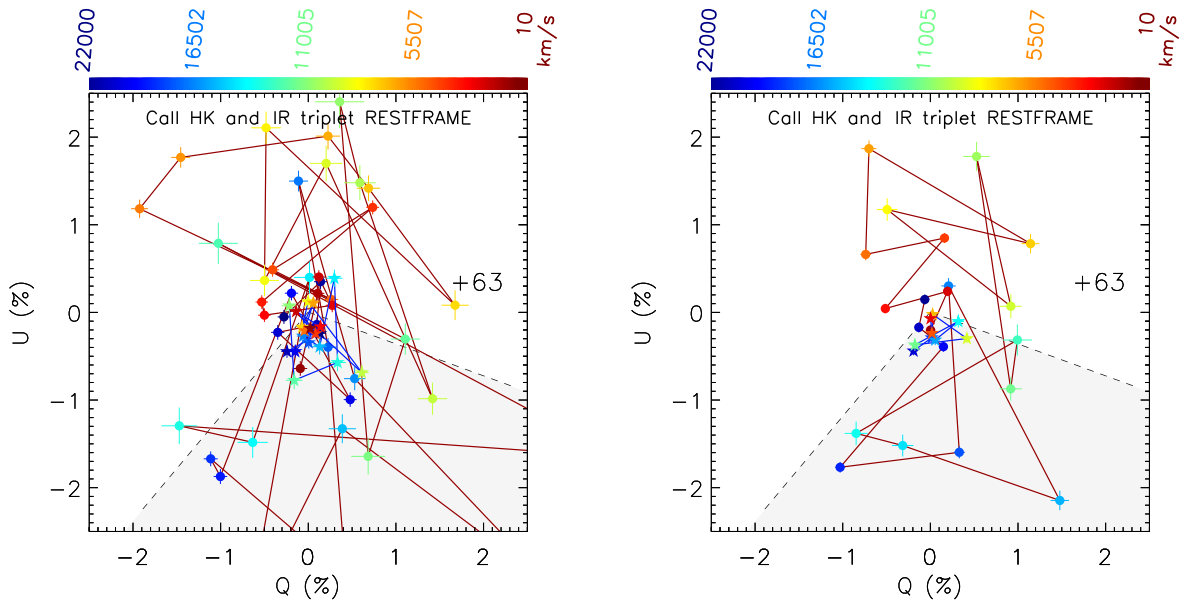 22000 16502 11005 5507 10 km/s
CaII HK and IR triplet RESTFRAME
+63
2
1
0
−1
−2
U (%)
−2 −1 0 1 2
Q (%)
22000 16502 11005 5507 10 km/s
CaII HK and IR triplet RESTFRAME
+63
2
1
0
−1
−2
U (%)
−2 −1 0 1 2
Q (%)